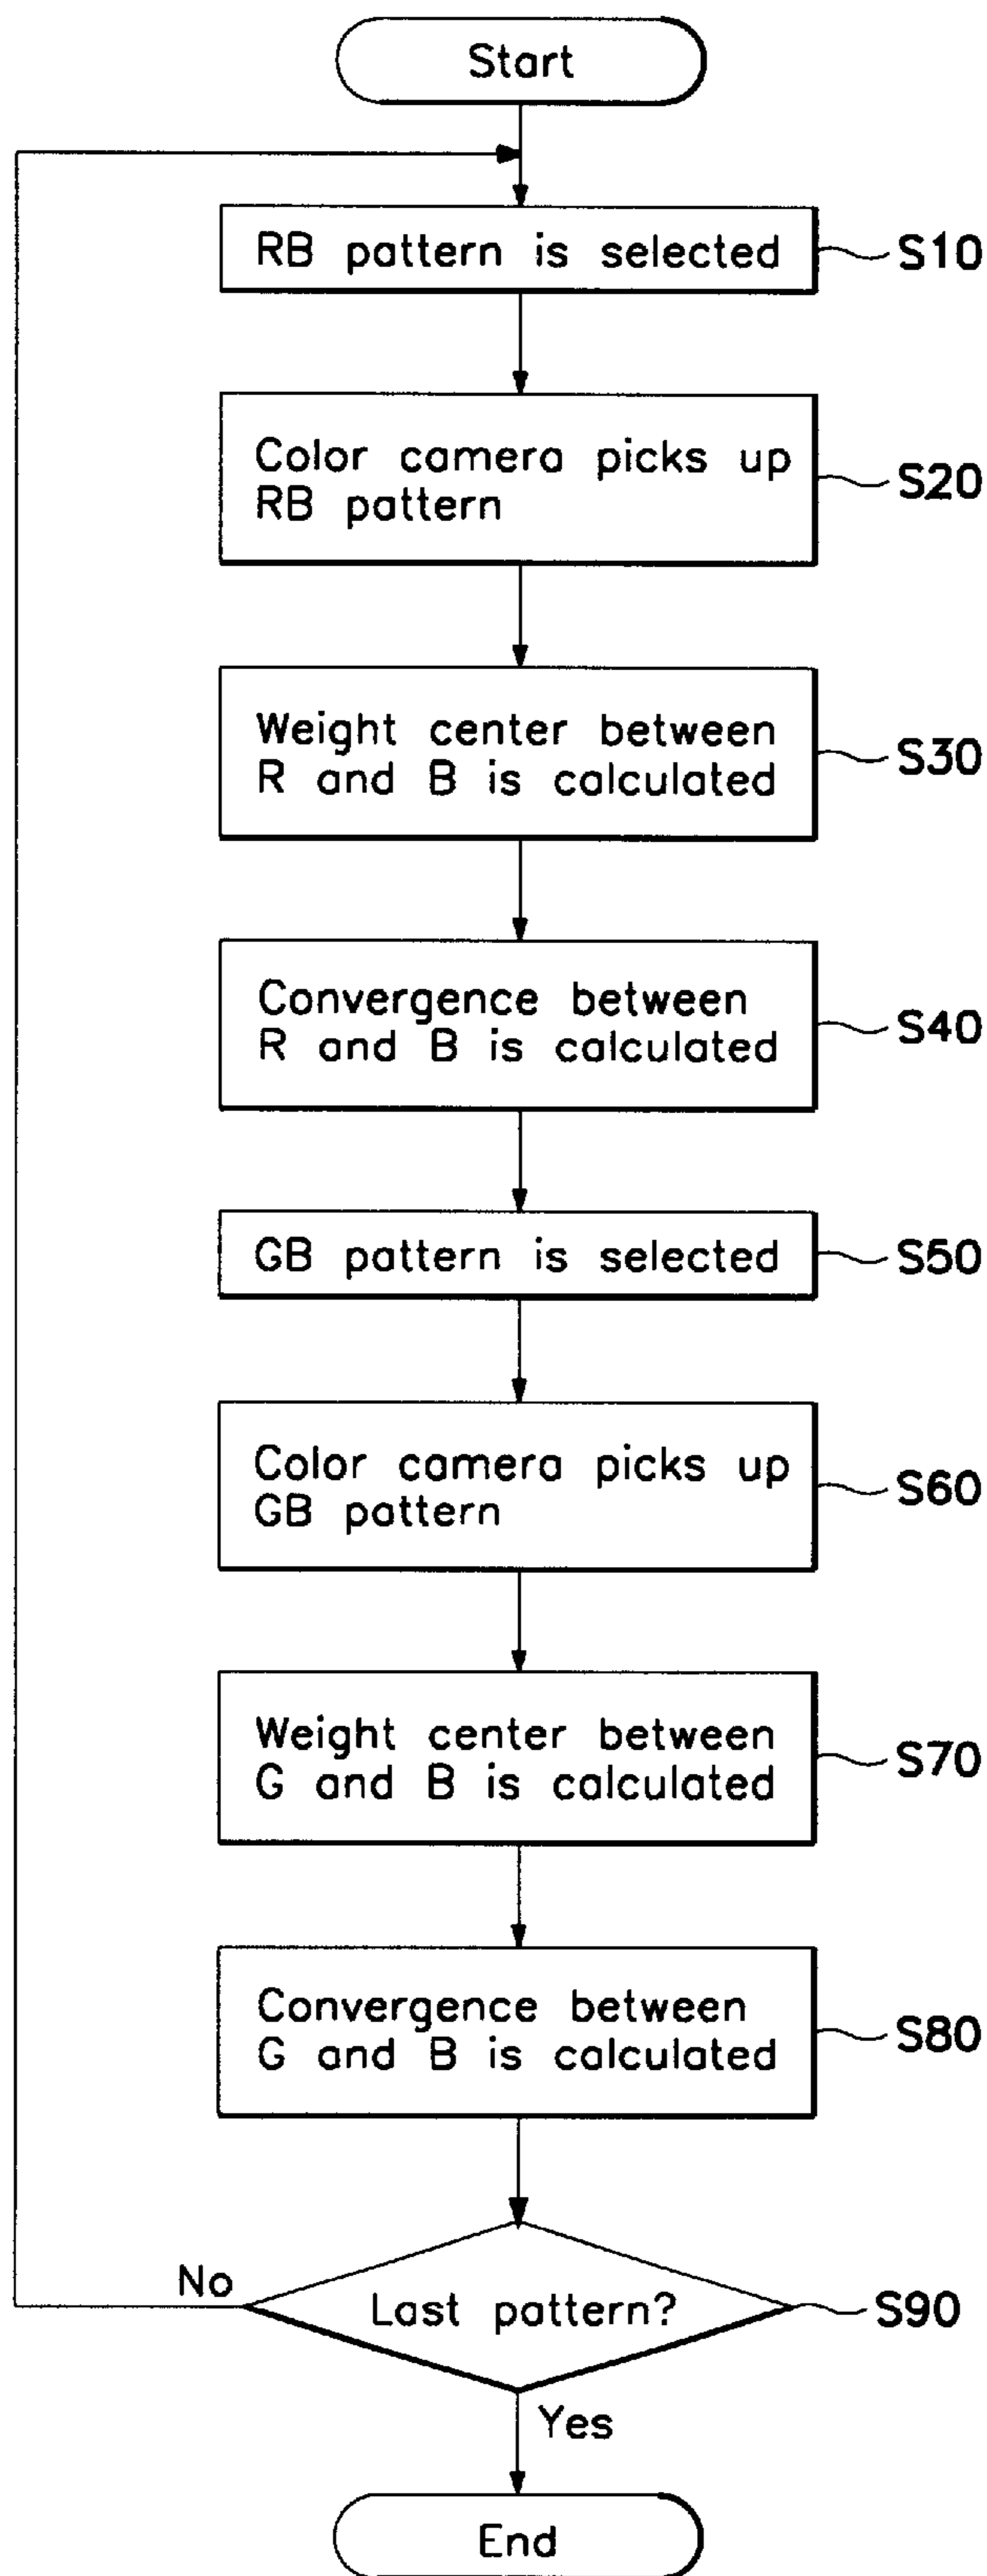 Start
RB pattern is selected
S10
Color camera picks up
RB pattern
S20
Weight center between
R and B is calculated
S30
Convergence between
R and B is calculated
S40
GB pattern is selected
S50
Color camera picks up
GB pattern
S60
Weight center between
G and B is calculated
S70
Convergence between
G and B is calculated
S80
No
Last pattern?
S90
Yes
End